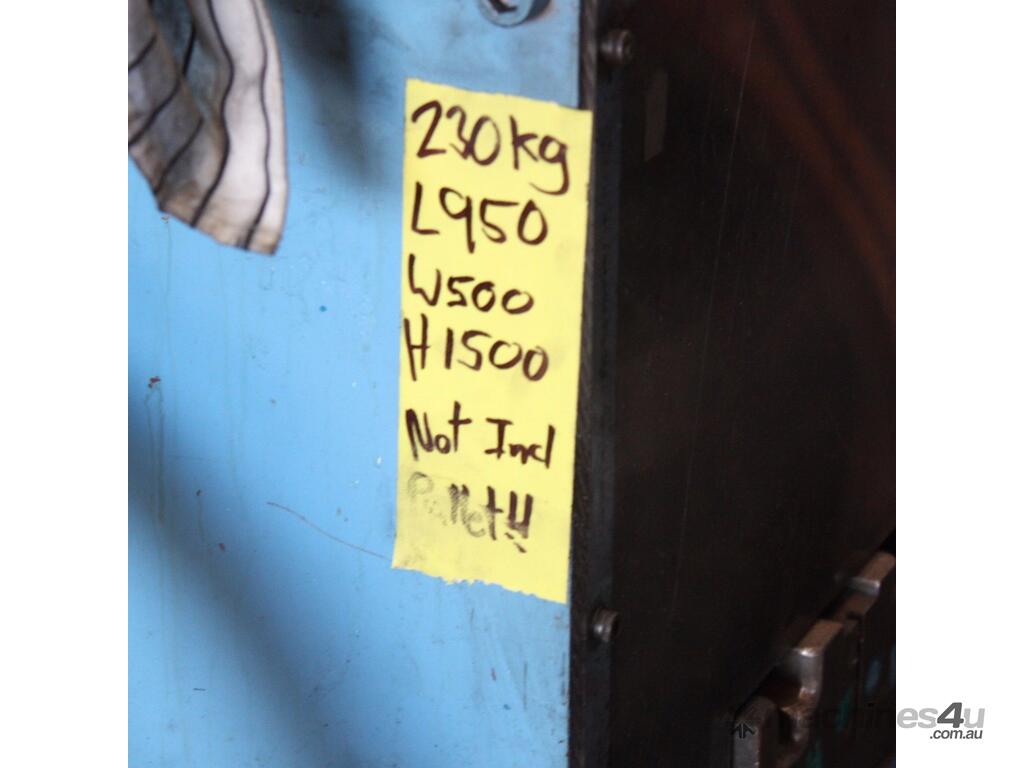 230kg
L950
W500
H1500
Not Incl
Pallet!!
machines4u
.com.au